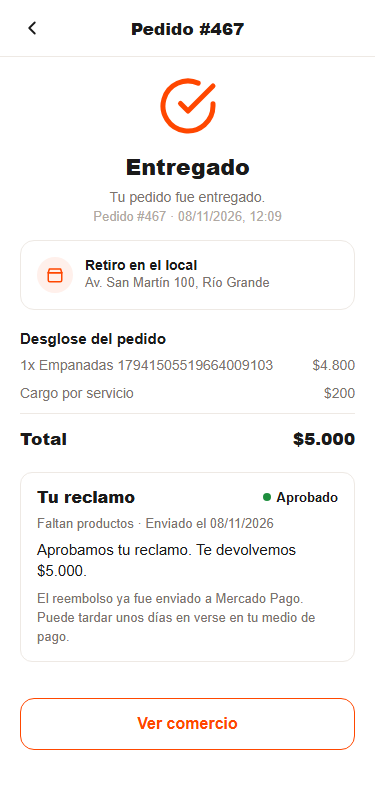 Pedido #467
Entregado
Tu pedido fue entregado.
Pedido #467 · 08/11/2026, 12:09
Retiro en el local
Av. San Martín 100, Río Grande
Desglose del pedido
1x Empanadas 17941505519664009103 $4.800
Cargo por servicio $200
Total $5.000
Tu reclamo Aprobado
Faltan productos · Enviado el 08/11/2026
Aprobamos tu reclamo. Te devolvemos
$5.000.
El reembolso ya fue enviado a Mercado Pago.
Puede tardar unos días en verse en tu medio de
pago.
Ver comercio